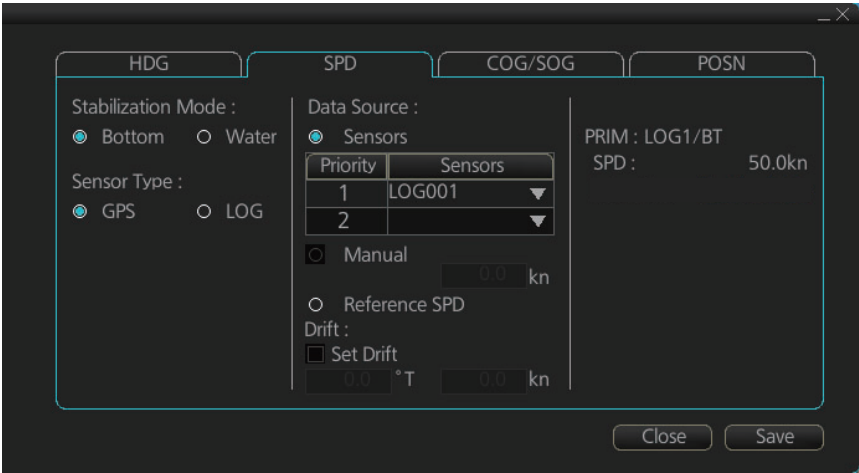 HDG SPD COG/SOG POSN
Stabilization Mode :
Bottom Water
Sensor Type :
GPS LOG
Data Source :
Sensors
Priority Sensors
1 LOG001
2
Manual
0.0 kn
Reference SPD
Drift :
Set Drift
0.0 °T 0.0 kn
PRIM : LOG1/BT
SPD : 50.0kn
Close Save